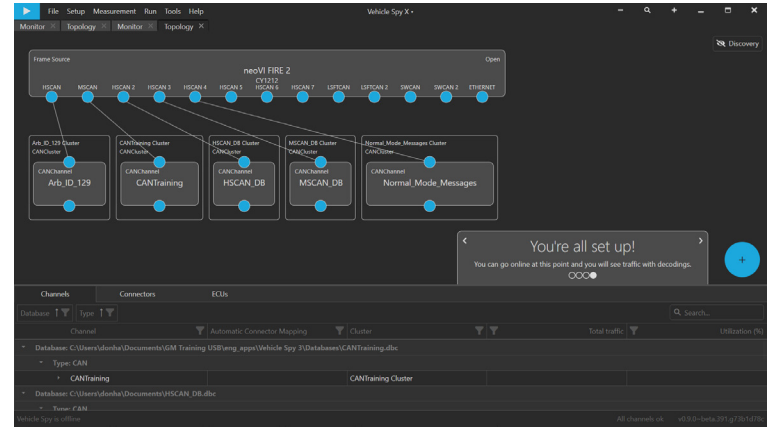 File Setup Measurement Run Tools Help
Vehicle Spy X •
Monitor × Topology × Monitor × Topology ×
Discovery
Frame Source
Open
neoVI FIRE 2
CY1212
HSCAN MSCAN HSCAN 2 HSCAN 3 HSCAN 4 HSCAN 5 HSCAN 6 HSCAN 7 LSFTCAN LSFTCAN 2 SWCAN SWCAN 2 ETHERNET
Arb_ID_129 Cluster
CANCluster
CANChannel
Arb_ID_129
CANTraining Cluster
CANCluster
CANChannel
CANTraining
HSCAN_DB Cluster
CANCluster
CANChannel
HSCAN_DB
MSCAN_DB Cluster
CANCluster
CANChannel
MSCAN_DB
Normal_Mode_Messages Cluster
CANCluster
CANChannel
Normal_Mode_Messages
You're all set up!
You can go online at this point and you will see traffic with decodings.
Channels Connectors ECUs
Database Type
Search...
Channel Automatic Connector Mapping Cluster Total traffic Utilization (%)
Database: C:\Users\donha\Documents\GM Training USB\eng_apps\Vehicle Spy 3\Databases\CANTraining.dbc
Type: CAN
CANTraining CANTraining Cluster
Database: C:\Users\donha\Documents\HSCAN_DB.dbc
Type: CAN
Vehicle Spy is offline
All channels ok